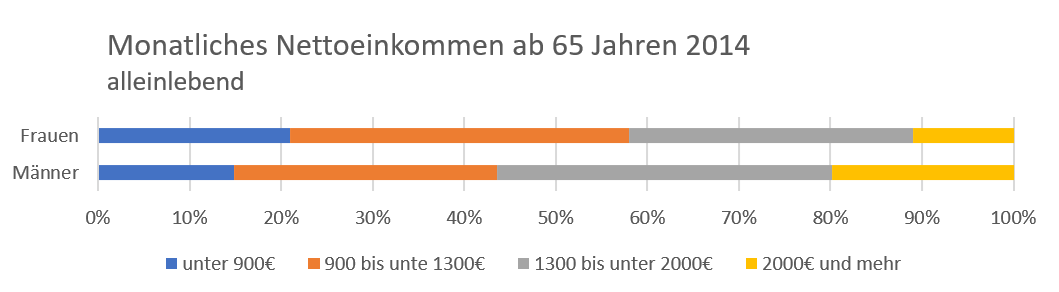 Monatliches Nettoeinkommen ab 65 Jahren 2014
alleinlebend
Frauen
Männer
0% 10% 20% 30% 40% 50% 60% 70% 80% 90% 100%
unter 900€ 900 bis unte 1300€ 1300 bis unter 2000€ 2000€ und mehr